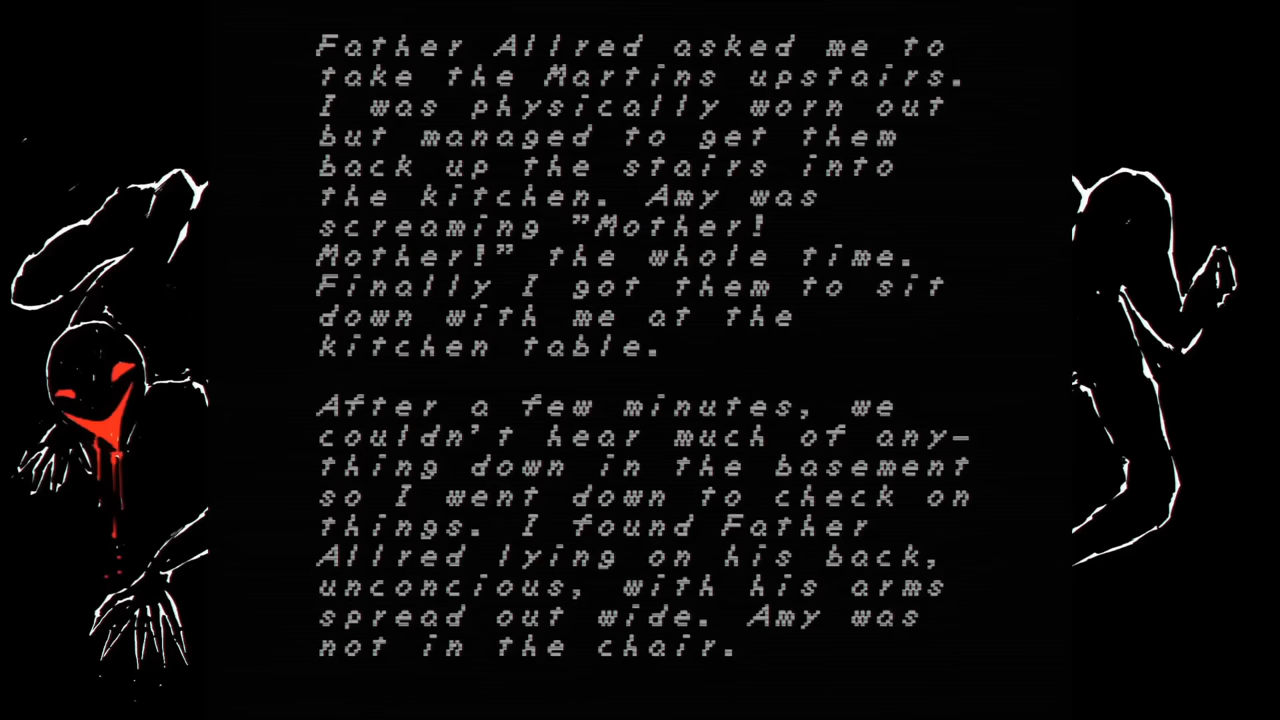 Father Allred asked me to
take the Martins upstairs.
I was physically worn out
but managed to get them
back up the stairs into
the kitchen. Amy was
screaming "Mother!
Mother!" the whole time.
Finally I got them to sit
down with me at the
kitchen table.
After a few minutes, we
couldn't hear much of any-
thing down in the basement
so I went down to check on
things. I found Father
Allred lying on his back,
unconcious, with his arms
spread out wide. Amy was
not in the chair.